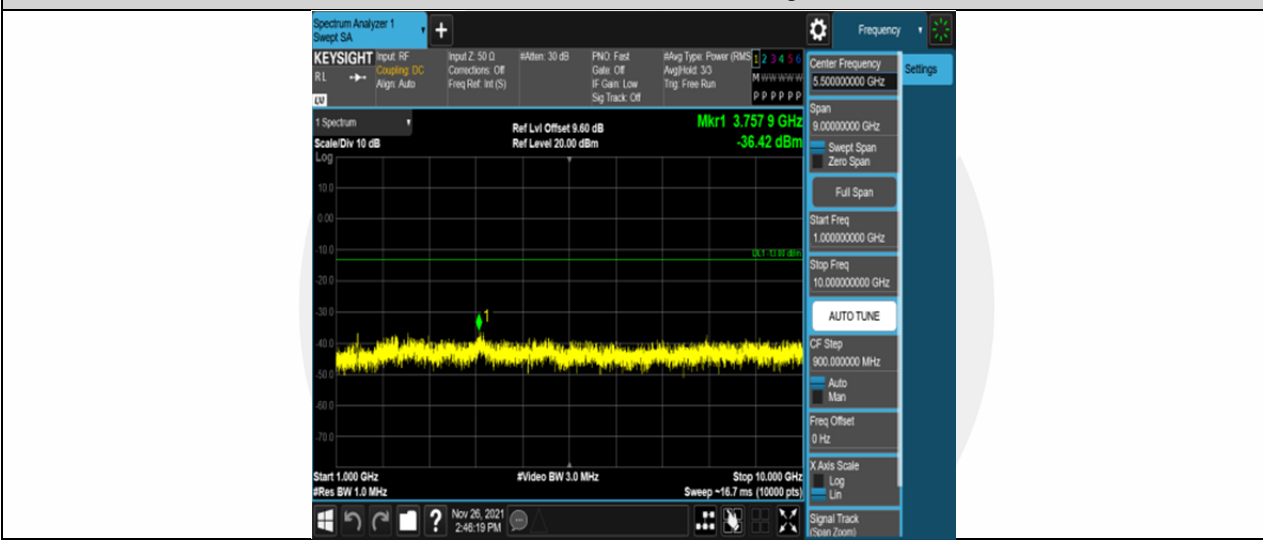 Spectrum Analyzer 1
Swept SA
Frequency
KEYSIGHT
Input: RF
Coupling: DC
Align: Auto
Input Z: 50 Ω
Corrections: Off
Freq Ref: Int (S)
#Atten: 30 dB
PNO: Fast
Gate: Off
IF Gain: Low
Sig Track: Off
#Avg Type: Power (RMS
Avg|Hold: 3/3
Trig: Free Run
1 2 3 4 5 6
M W W W W W
P P P P P P
R L
LXI
1 Spectrum
Scale/Div 10 dB
Log
Ref Lvl Offset 9.60 dB
Ref Level 20.00 dBm
Mkr1 3.757 9 GHz
-36.42 dBm
10.0
0.00
-10.0
DL1 -13.00 dBm
-20.0
-30.0
1
-40.0
-50.0
-60.0
-70.0
Start 1.000 GHz
#Res BW 1.0 MHz
#Video BW 3.0 MHz
Stop 10.000 GHz
Sweep ~16.7 ms (10000 pts)
?
Nov 26, 2021
2:46:19 PM
Center Frequency
5.500000000 GHz
Settings
Span
9.00000000 GHz
Swept Span
Zero Span
Full Span
Start Freq
1.000000000 GHz
Stop Freq
10.000000000 GHz
AUTO TUNE
CF Step
900.000000 MHz
Auto
Man
Freq Offset
0 Hz
X Axis Scale
Log
Lin
Signal Track
(Span Zoom)